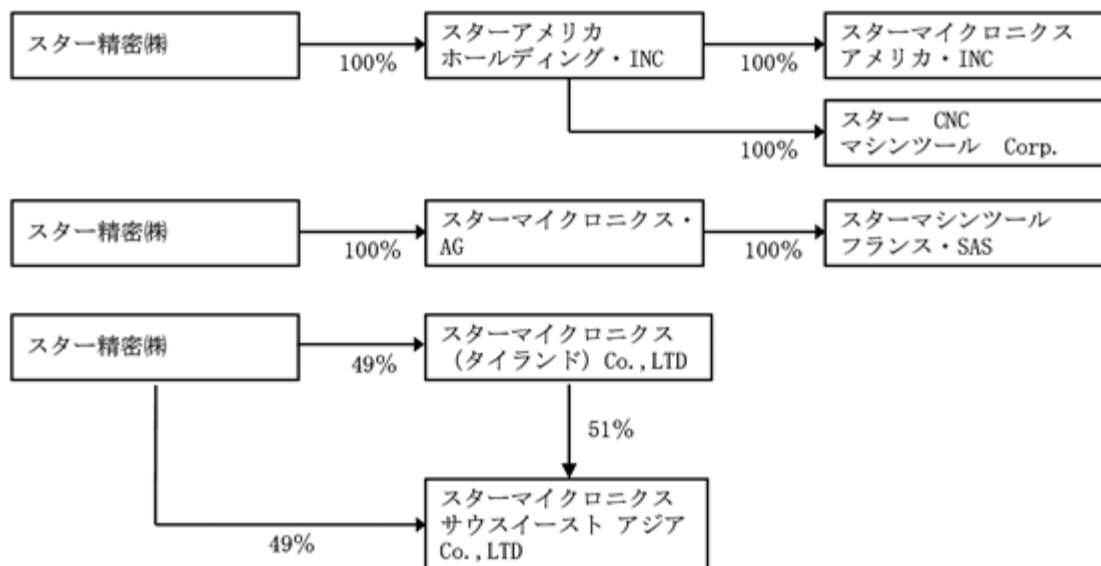 スター精密㈱
100%
スターアメリカ
ホールディング・INC
100%
スターマイクロニクス
アメリカ・INC
100%
スター CNC
マシンツール Corp.
スター精密㈱
100%
スターマイクロニクス・
AG
100%
スターマシンツール
フランス・SAS
スター精密㈱
49%
スターマイクロニクス
(タイランド) Co.,LTD
51%
49%
スターマイクロニクス
サウスイースト アジア
Co.,LTD